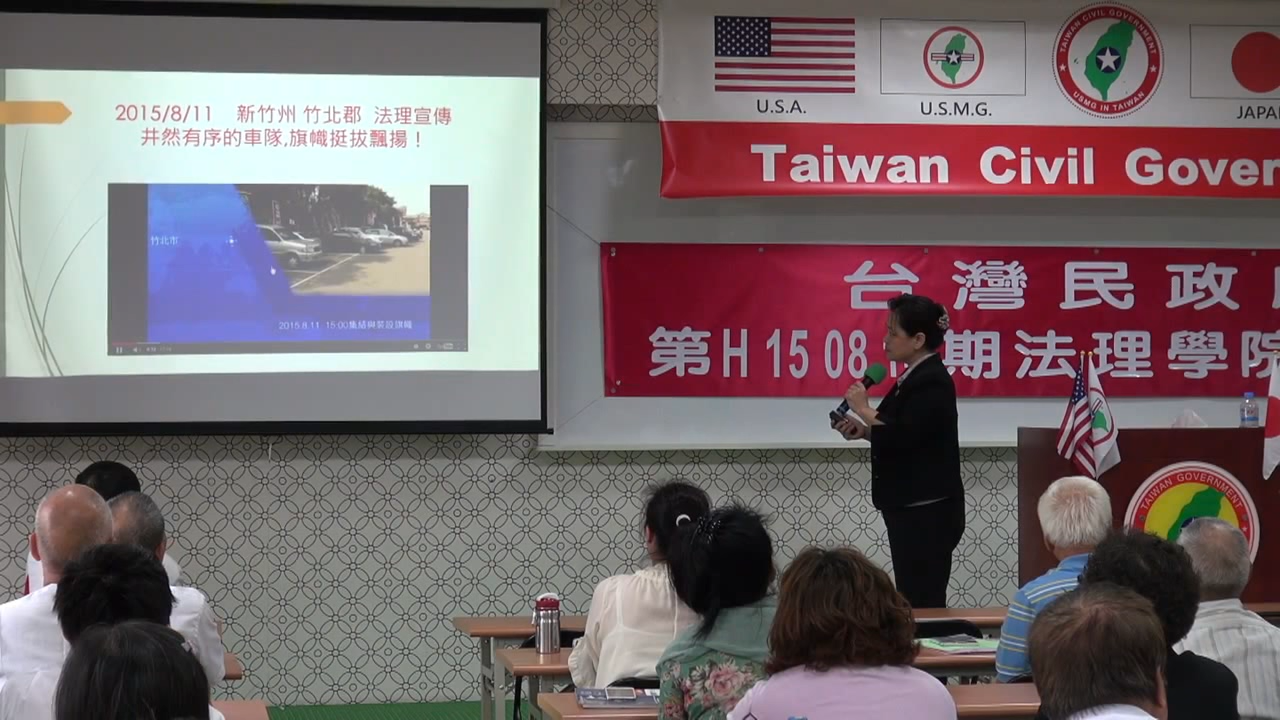 2015/8/11 新竹州 竹北郡 法理宣傳
井然有序的車隊,旗幟挺拔飄揚！
竹北市
2015.8.11 15:00集結與架設旗幟
U.S.A.
U.S.M.G.
TAIWAN CIVIL GOVERNMENT
USMG IN TAIWAN
JAPA
Taiwan Civil Gover
台灣民政
第H 15 08 期法理學院
TAIWAN GOVERNMENT